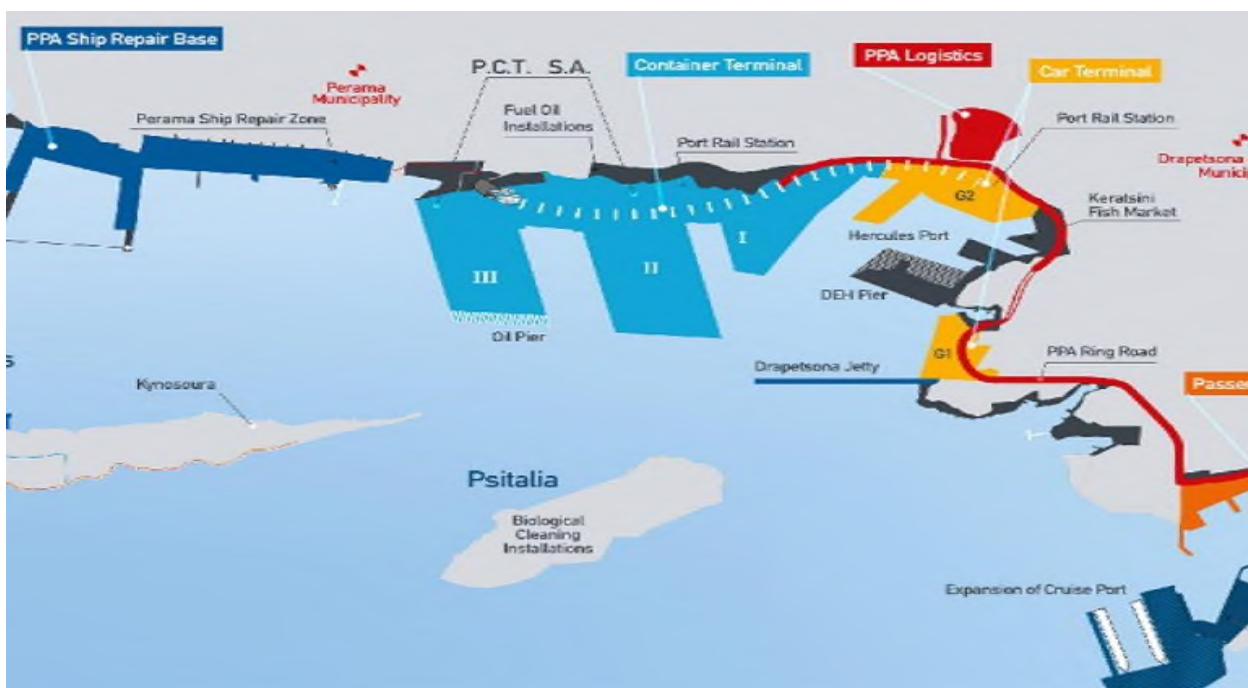 PPA Ship Repair Base
Perama
Municipality
Perama Ship Repair Zone
P.C.T. S.A.
Fuel Oil
Installations
Container Terminal
Port Rail Station
PPA Logistics
Car Terminal
Port Rail Station
Drapetsona
Keratsini
Fish Market
G2
Hercules Port
DEH Pier
I
II
III
Oil Pier
G1
Drapetsona Jetty
PPA Ring Road
Kynosoura
Psitalia
Biological
Cleaning
Installations
Expansion of Cruise Port